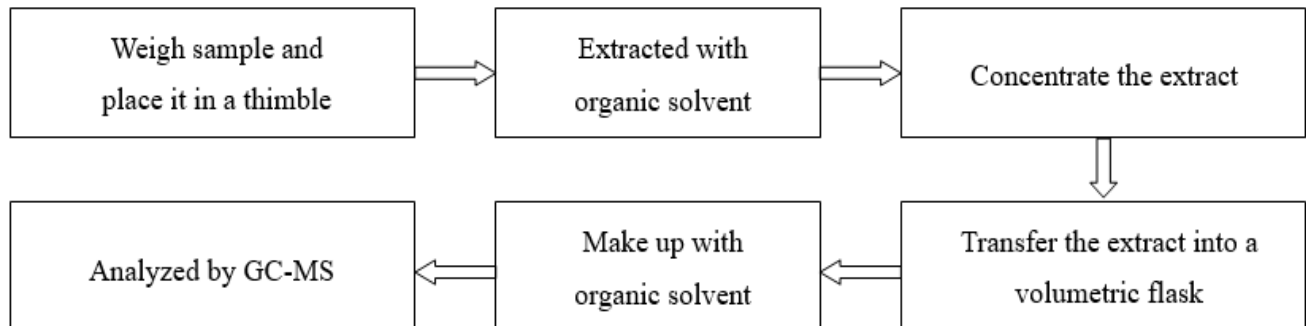 Weigh sample and
place it in a thimble
Extracted with
organic solvent
Concentrate the extract
Transfer the extract into a
volumetric flask
Make up with
organic solvent
Analyzed by GC-MS